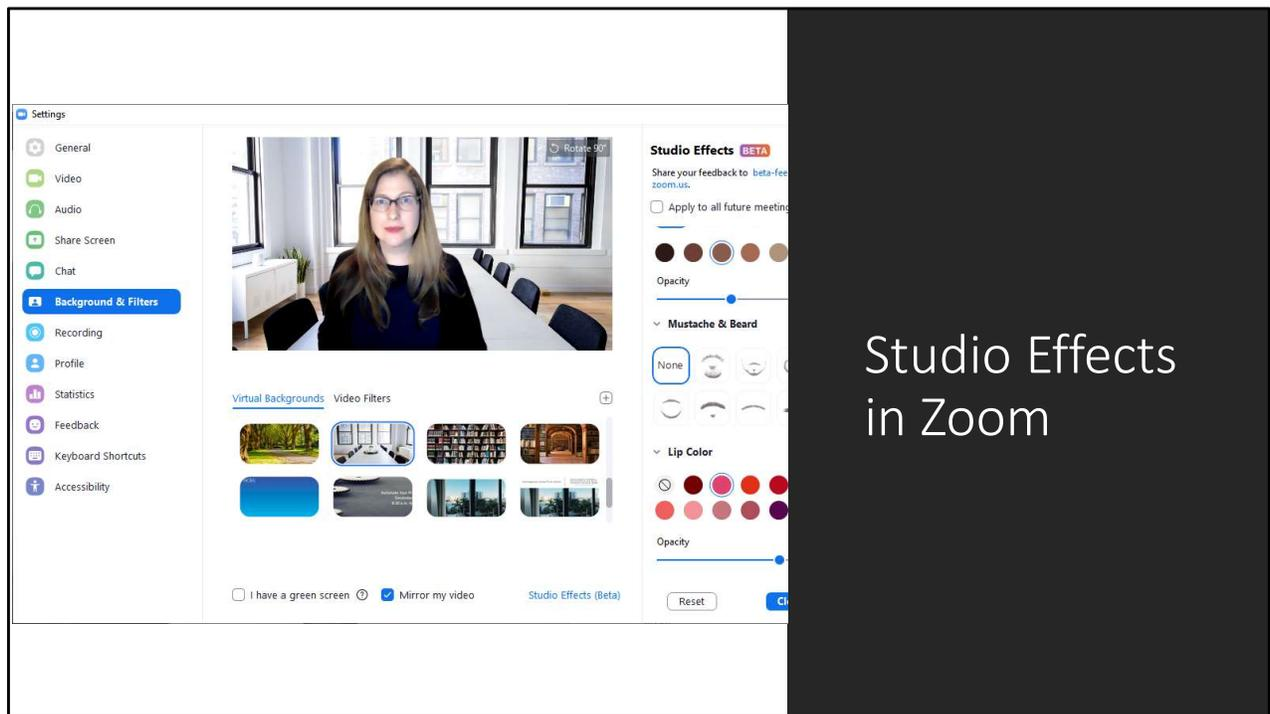 Settings
General
Video
Audio
Share Screen
Chat
Background & Filters
Recording
Profile
Statistics
Feedback
Keyboard Shortcuts
Accessibility
Rotate 90°
Virtual Backgrounds
Video Filters
I have a green screen
Mirror my video
Studio Effects (Beta)
Studio Effects BETA
Share your feedback to beta-fee
zoom.us.
Apply to all future meeting
Opacity
Mustache & Beard
None
Lip Color
Opacity
Reset
Studio Effects
in Zoom